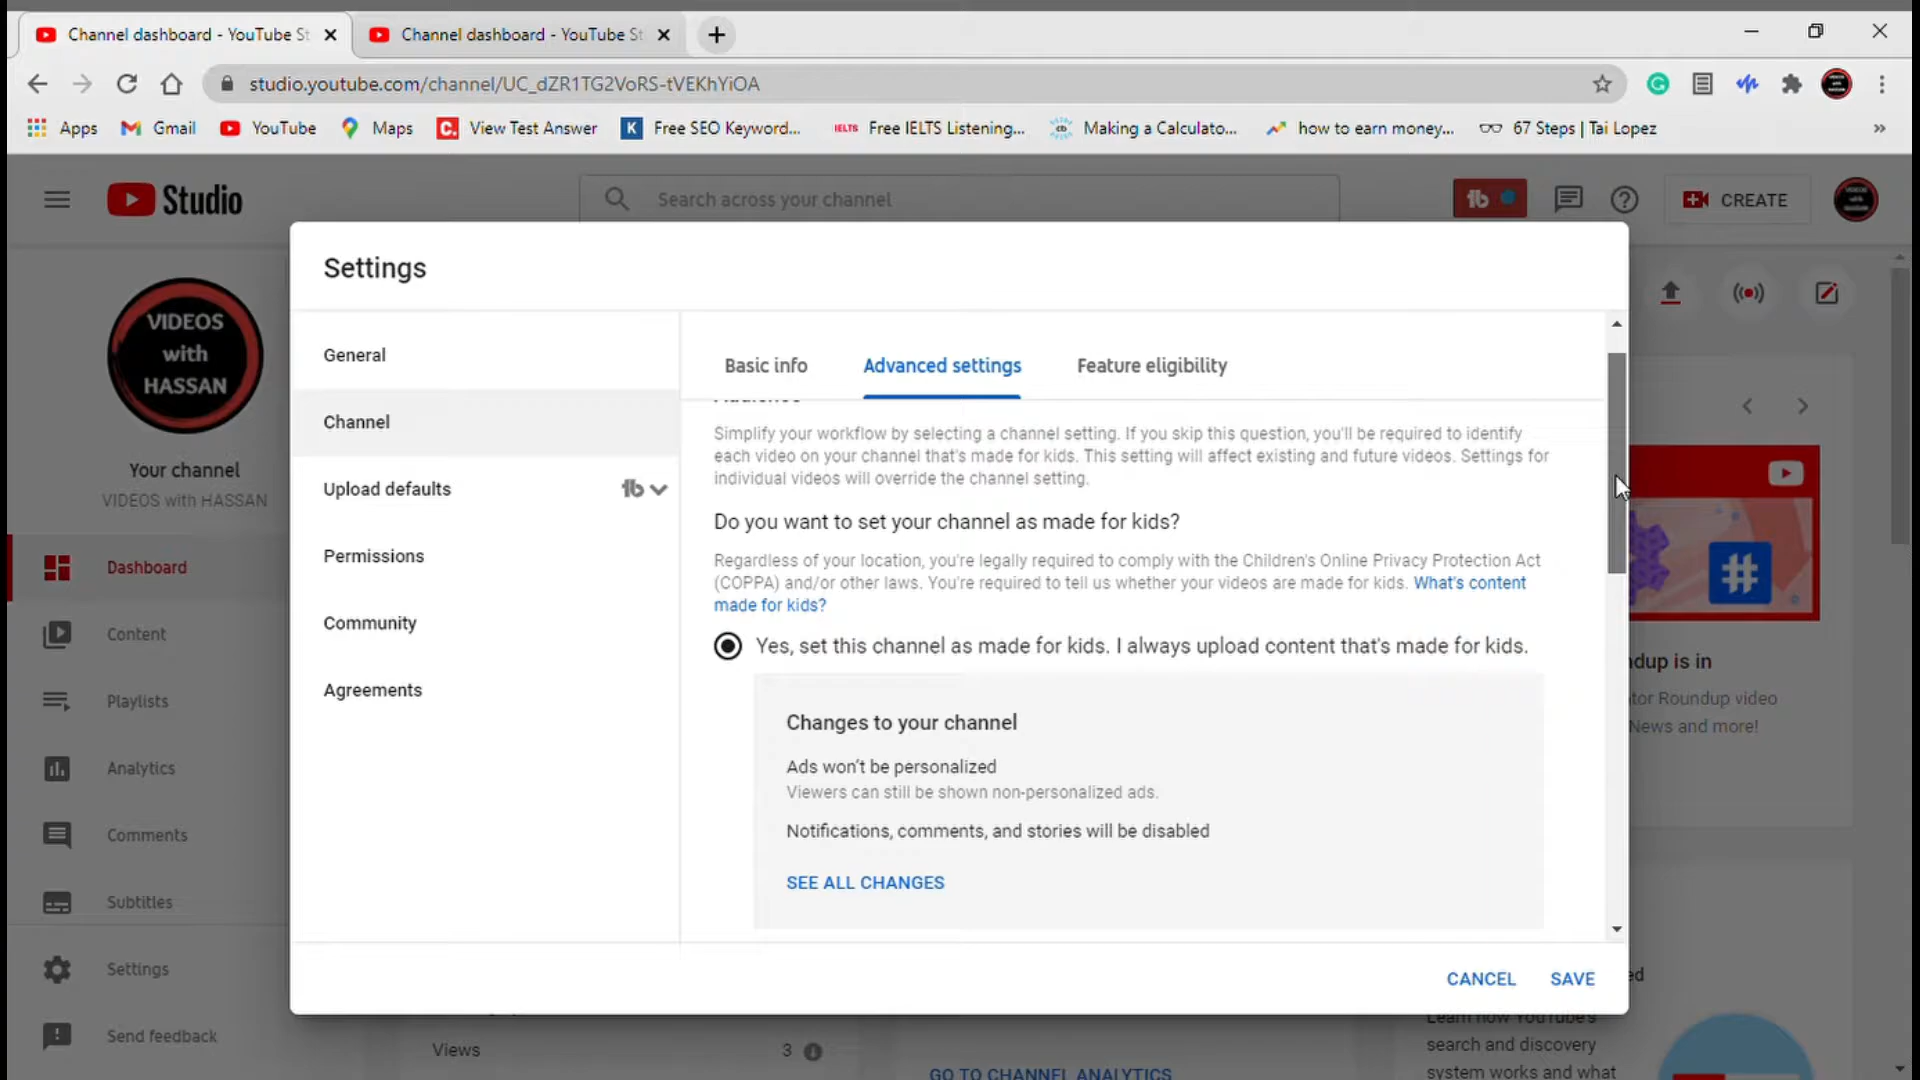 Channel dashboard - YouTube St
Channel dashboard - YouTube St
studio.youtube.com/channel/UC_dZR1TG2VoRS-tVEKhYiOA
Apps
Gmail
YouTube
Maps
C.
View Test Answer
K
Free SEO Keyword...
IELTS
Free IELTS Listening...
Making a Calculato...
how to earn money...
67 Steps | Tai Lopez
»
Studio
Search across your channel
CREATE
Settings
VIDEOS
with
HASSAN
Your channel
VIDEOS with HASSAN
Dashboard
Content
Playlists
Analytics
Comments
Subtitles
Settings
Send feedback
General
Channel
Upload defaults
Permissions
Community
Agreements
Basic info
Advanced settings
Feature eligibility
Audience
Simplify your workflow by selecting a channel setting. If you skip this question, you'll be required to identify
each video on your channel that's made for kids. This setting will affect existing and future videos. Settings for
individual videos will override the channel setting.
Do you want to set your channel as made for kids?
Regardless of your location, you're legally required to comply with the Children's Online Privacy Protection Act
(COPPA) and/or other laws. You're required to tell us whether your videos are made for kids. What's content
made for kids?
Yes, set this channel as made for kids. I always upload content that's made for kids.
Changes to your channel
Ads won't be personalized
Viewers can still be shown non-personalized ads.
Notifications, comments, and stories will be disabled
SEE ALL CHANGES
CANCEL
SAVE
#
ndup is in
tor Roundup video
News and more!
ed
Learn how YouTube's
search and discovery
system works and what
Views
3
GO TO CHANNEL ANALYTICS